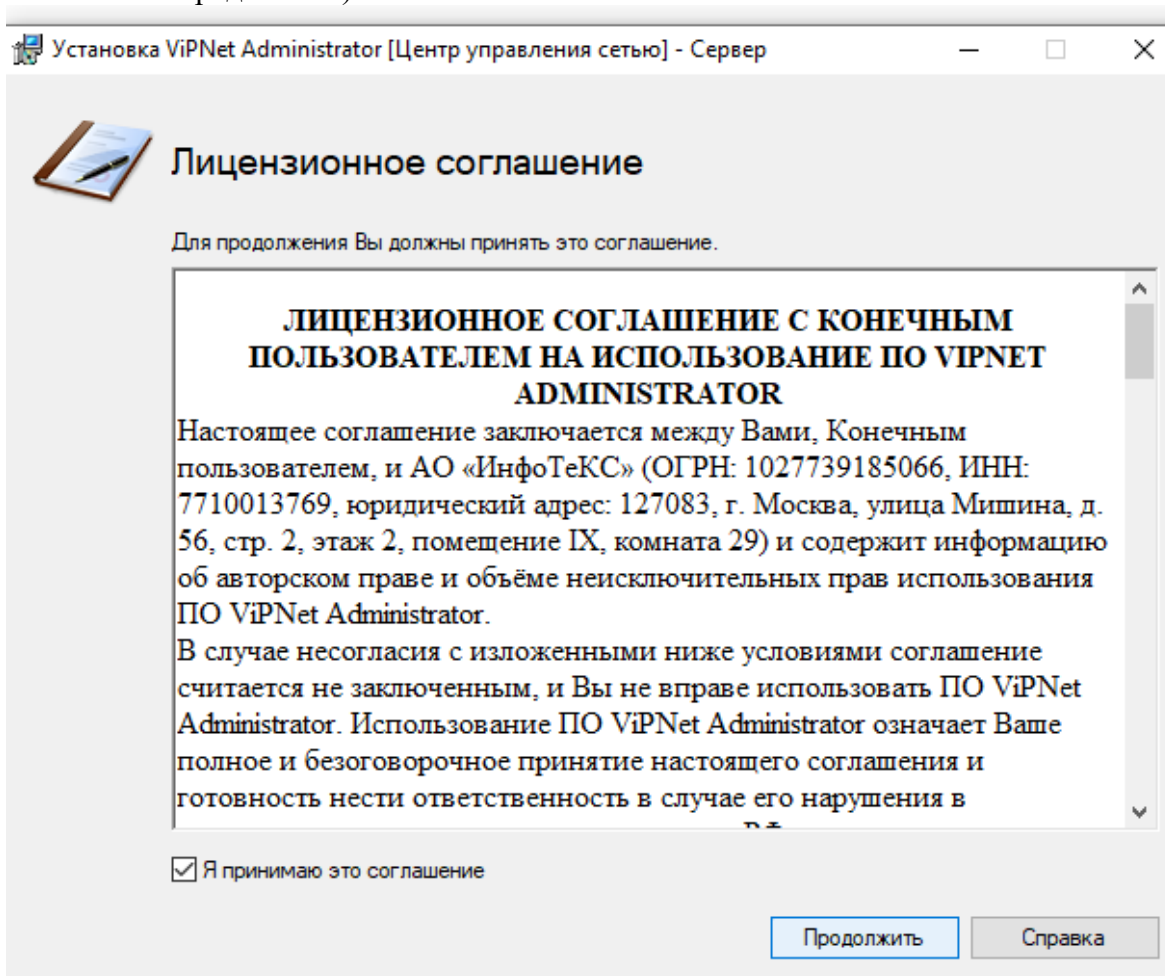 Установка ViPNet Administrator [Центр управления сетью] - Сервер
Лицензионное соглашение
Для продолжения Вы должны принять это соглашение.
ЛИЦЕНЗИОННОЕ СОГЛАШЕНИЕ С КОНЕЧНЫМ
ПОЛЬЗОВАТЕЛЕМ НА ИСПОЛЬЗОВАНИЕ ПО VIPNET
ADMINISTRATOR
Настоящее соглашение заключается между Вами, Конечным
пользователем, и АО «ИнфоТеКС» (ОГРН: 1027739185066, ИНН:
7710013769, юридический адрес: 127083, г. Москва, улица Мишина, д.
56, стр. 2, этаж 2, помещение IX, комната 29) и содержит информацию
об авторском праве и объёме неисключительных прав использования
ПО ViPNet Administrator.
В случае несогласия с изложенными ниже условиями соглашение
считается не заключенным, и Вы не вправе использовать ПО ViPNet
Administrator. Использование ПО ViPNet Administrator означает Ваше
полное и безоговорочное принятие настоящего соглашения и
готовность нести ответственность в случае его нарушения в
Я принимаю это соглашение
Продолжить
Справка